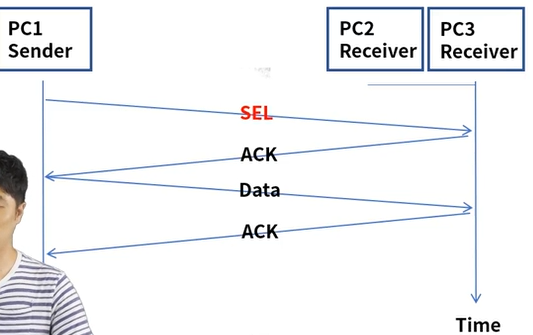 PC1
Sender
PC2
Receiver
PC3
Receiver
SEL
ACK
Data
ACK
Time